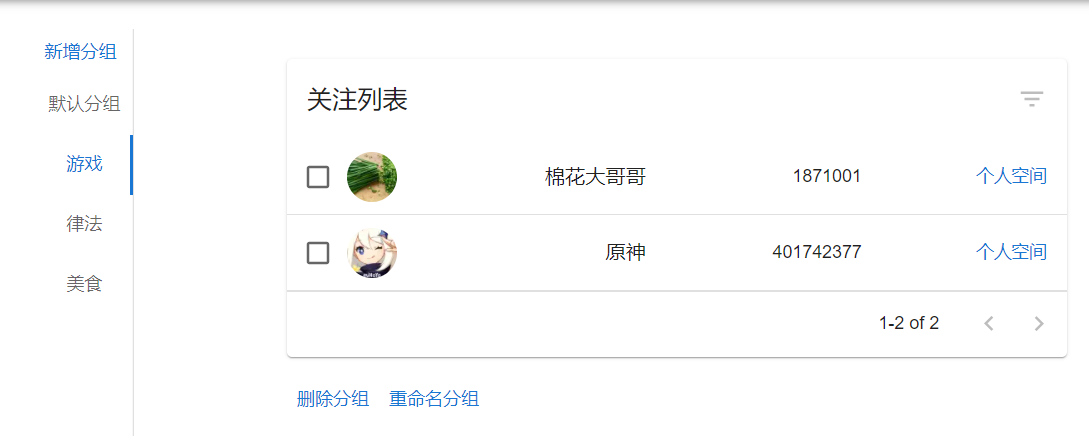 新增分组
默认分组
游戏
律法
美食
关注列表
棉花大哥哥 1871001 个人空间
原神 401742377 个人空间
1-2 of 2
删除分组 重命名分组